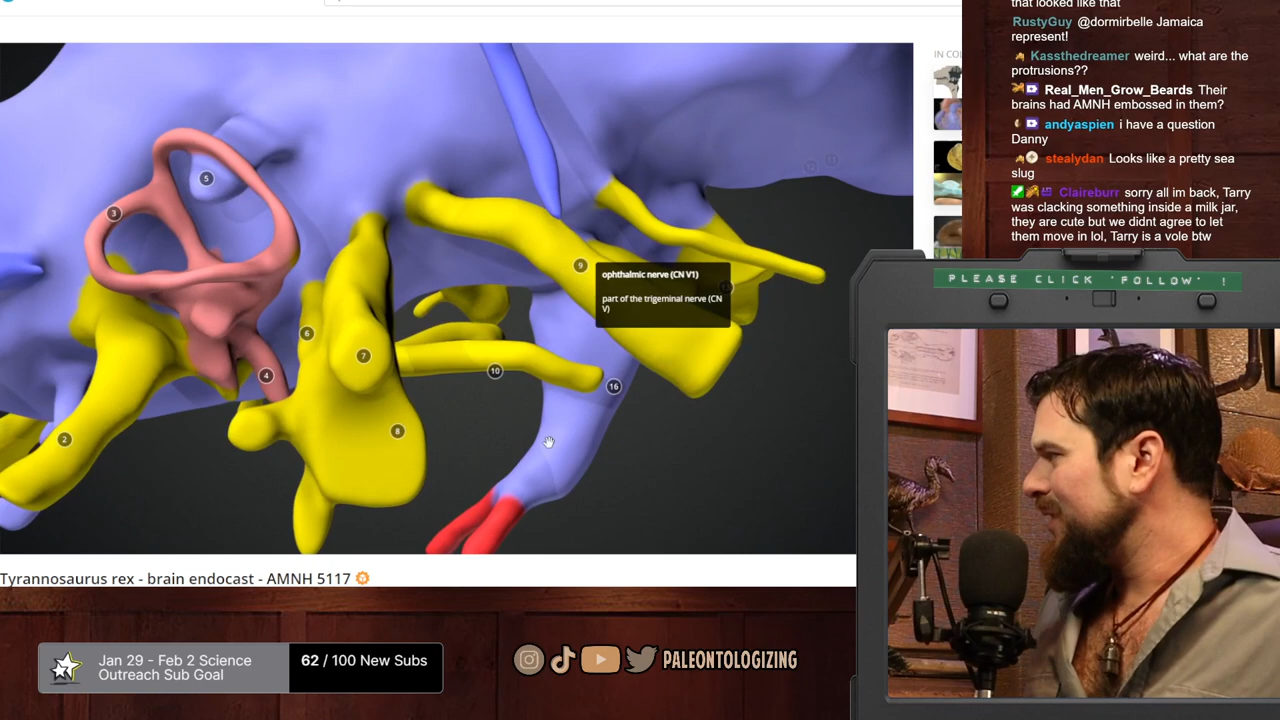 that looked like that
RustyGuy @dormirbelle Jamaica
represent!
Kassthedreamer weird... what are the
protrusions??
Real_Men_Grow_Beards Their
brains had AMNH embossed in them?
andyaspien i have a question
Danny
stealydan Looks like a pretty sea
slug
Claireburr sorry all im back, Tarry
was clacking something inside a milk jar,
they are cute but we didnt agree to let
them move in lol, Tarry is a vole btw
PLEASE CLICK 'FOLLOW' !
5
3
9
ophthalmic nerve (CN V1)
part of the trigeminal nerve (CN
V)
6
7
4
10
16
8
2
Tyrannosaurus rex - brain endocast - AMNH 5117
Jan 29 - Feb 2 Science
Outreach Sub Goal
62 / 100 New Subs
PALEONTOLOGIZING